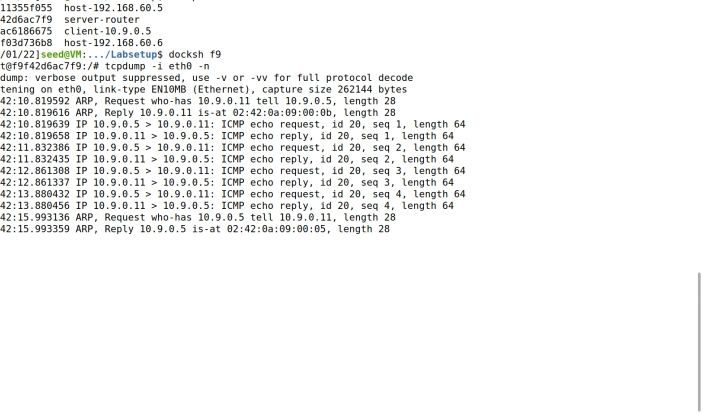 11355f055  host-192.168.60.5
42d6ac7f9  server-router
ac6186675  client-10.9.0.5
f03d736b8  host-192.168.60.6
/01/22]seed@VM:.../Labsetup$ docksh f9
t@f9f42d6ac7f9:/# tcpdump -i eth0 -n
dump: verbose output suppressed, use -v or -vv for full protocol decode
tening on eth0, link-type EN10MB (Ethernet), capture size 262144 bytes
42:10.819592 ARP, Request who-has 10.9.0.11 tell 10.9.0.5, length 28
42:10.819616 ARP, Reply 10.9.0.11 is-at 02:42:0a:09:00:0b, length 28
42:10.819639 IP 10.9.0.5 > 10.9.0.11: ICMP echo request, id 20, seq 1, length 64
42:10.819658 IP 10.9.0.11 > 10.9.0.5: ICMP echo reply, id 20, seq 1, length 64
42:11.832386 IP 10.9.0.5 > 10.9.0.11: ICMP echo request, id 20, seq 2, length 64
42:11.832435 IP 10.9.0.11 > 10.9.0.5: ICMP echo reply, id 20, seq 2, length 64
42:12.861308 IP 10.9.0.5 > 10.9.0.11: ICMP echo request, id 20, seq 3, length 64
42:12.861337 IP 10.9.0.11 > 10.9.0.5: ICMP echo reply, id 20, seq 3, length 64
42:13.880432 IP 10.9.0.5 > 10.9.0.11: ICMP echo request, id 20, seq 4, length 64
42:13.880456 IP 10.9.0.11 > 10.9.0.5: ICMP echo reply, id 20, seq 4, length 64
42:15.993136 ARP, Request who-has 10.9.0.5 tell 10.9.0.11, length 28
42:15.993359 ARP, Reply 10.9.0.5 is-at 02:42:0a:09:00:05, length 28